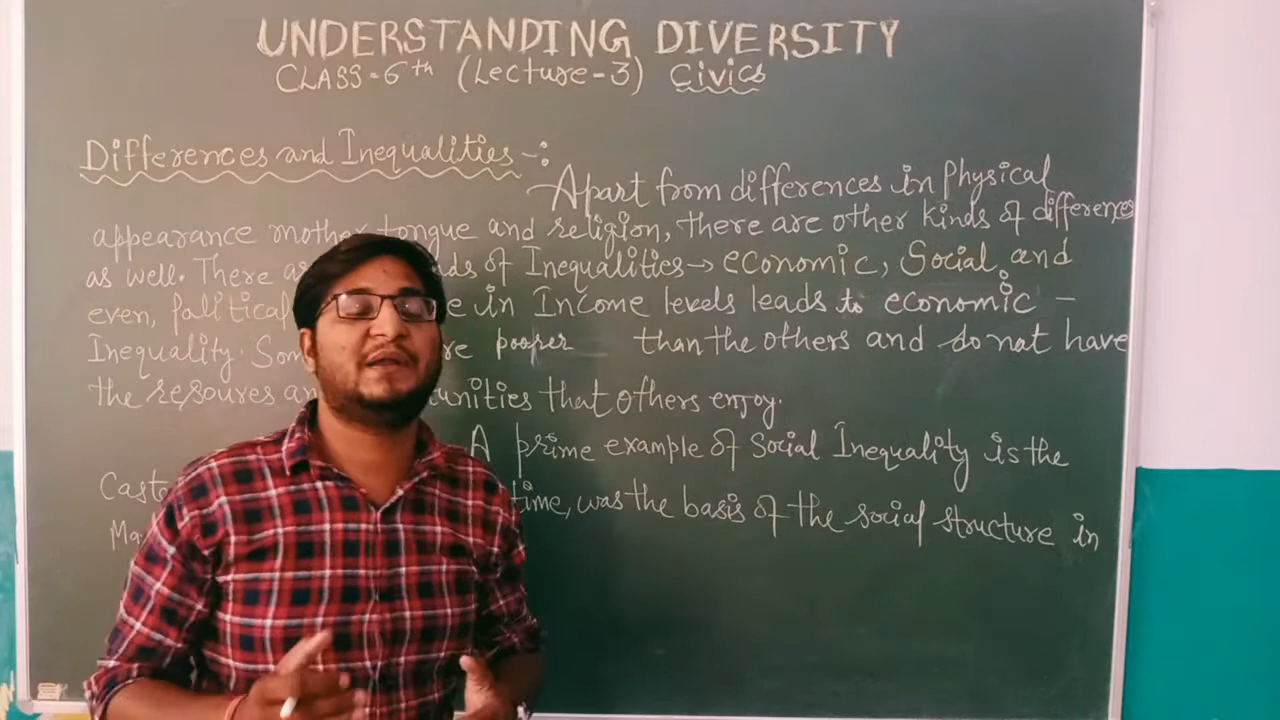 UNDERSTANDING DIVERSITY
CLASS-6th (Lecture-3) Civics
Differences and Inequalities -:
Apart from differences in Physical
appearance mother tongue and religion, there are other kinds of differences
as well. There of Inequalities → economic, Social, and
even, Political in Income levels leads to economic -
Inequality. poorer than the others and do not have
the resoures that others enjoy.
A prime example of Social Inequality is the
Caste time, was the basis of the social structure in